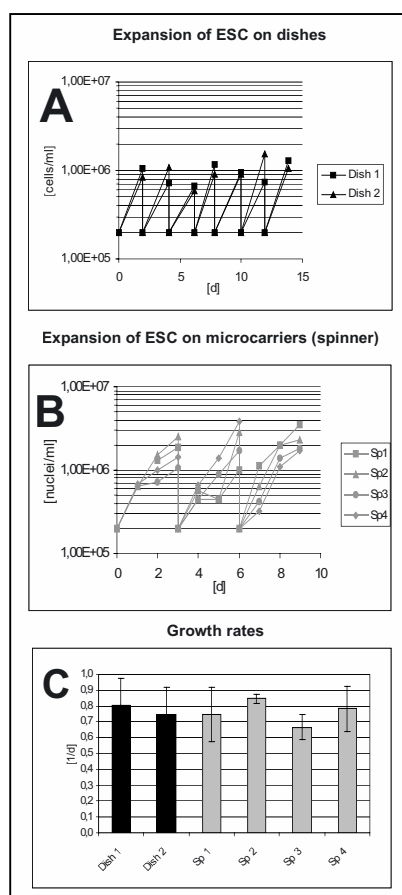 Expansion of ESC on dishes
A
1,00E+07
1,00E+06
1,00E+05
[cells/ml]
0 5 10 15
[d]
Dish 1
Dish 2
Expansion of ESC on microcarriers (spinner)
B
1,00E+07
1,00E+06
1,00E+05
[nuclei/ml]
0 2 4 6 8 10
[d]
Sp1
Sp2
Sp3
Sp4
Growth rates
C
1,0
0,9
0,8
0,7
0,6
0,5
0,4
0,3
0,2
0,1
0,0
[1/d]
Dish 1 Dish 2 Sp 1 Sp 2 Sp 3 Sp 4